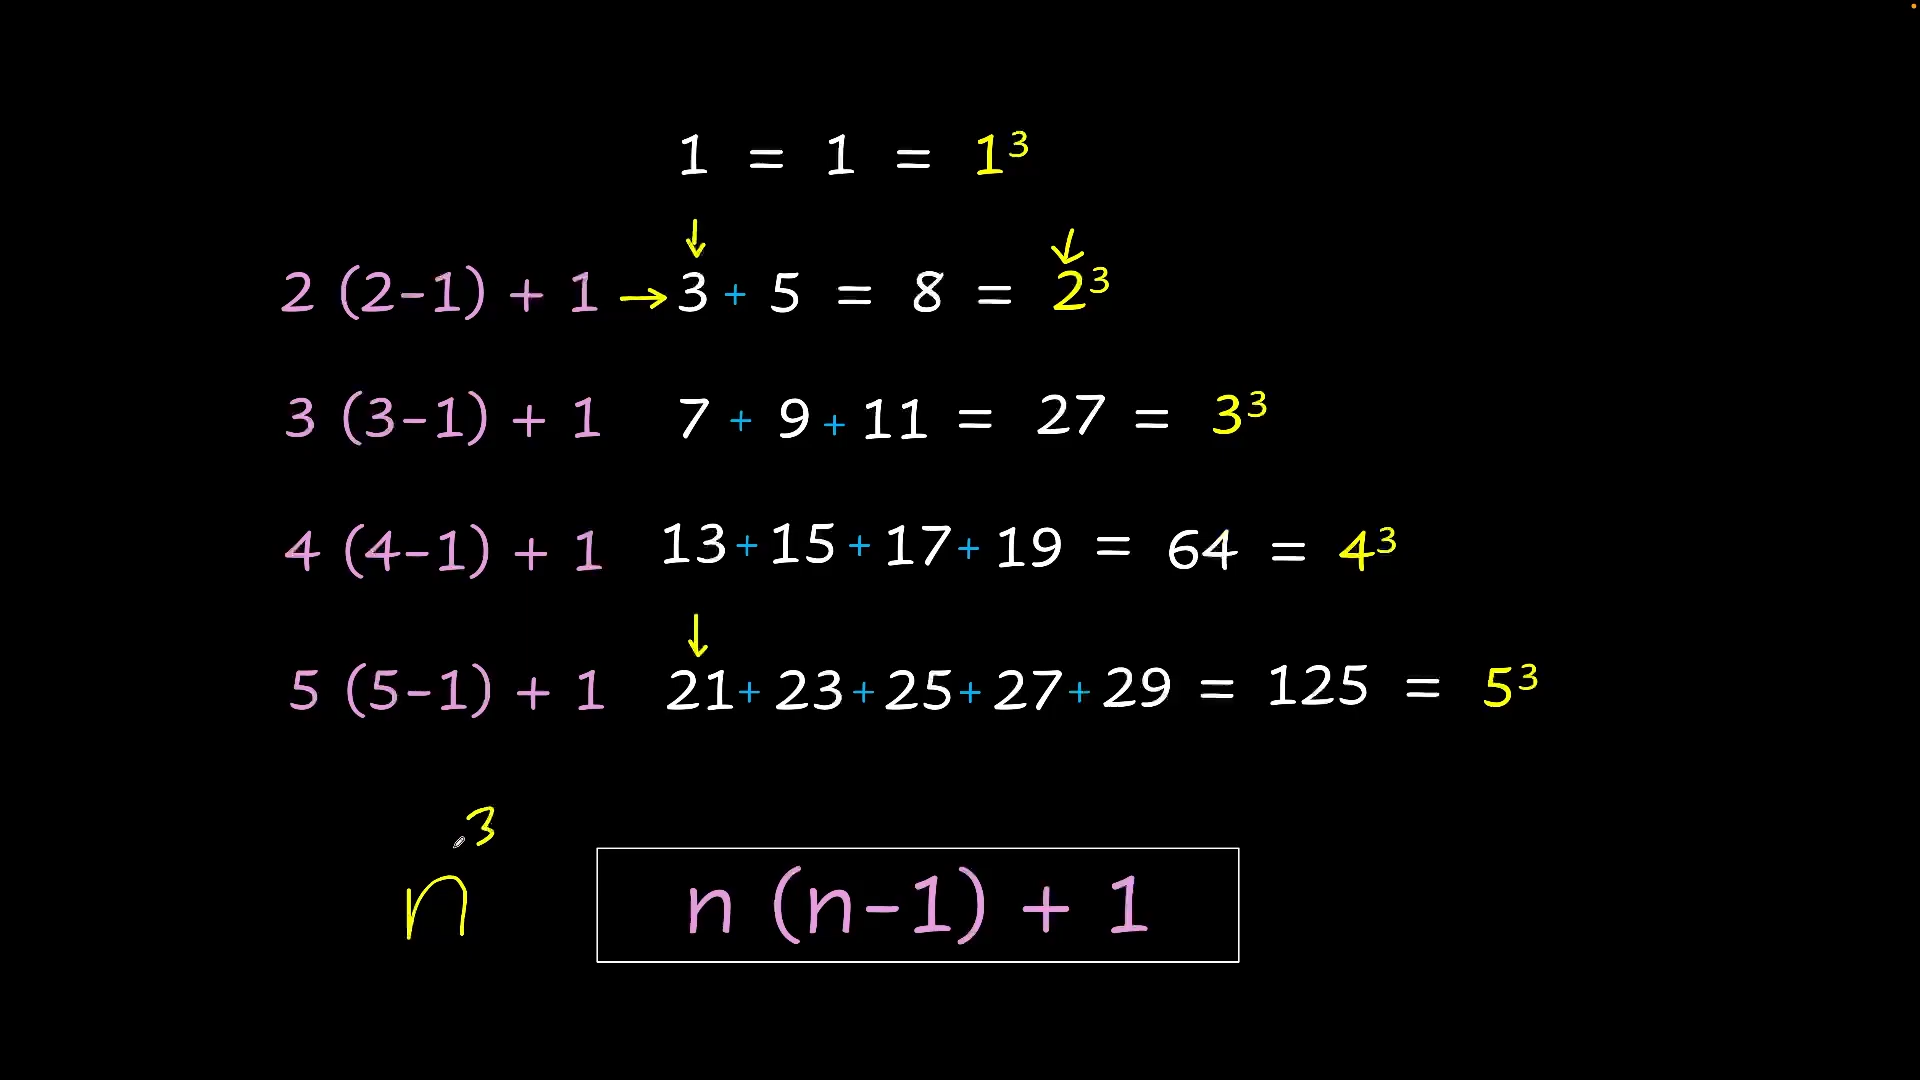 1 = 1 = 1³
2 (2-1) + 1 → 3 + 5 = 8 = 2³
3 (3-1) + 1 7 + 9 + 11 = 27 = 3³
4 (4-1) + 1 13 + 15 + 17 + 19 = 64 = 4³
5 (5-1) + 1 21 + 23 + 25 + 27 + 29 = 125 = 5³
n³ n (n-1) + 1